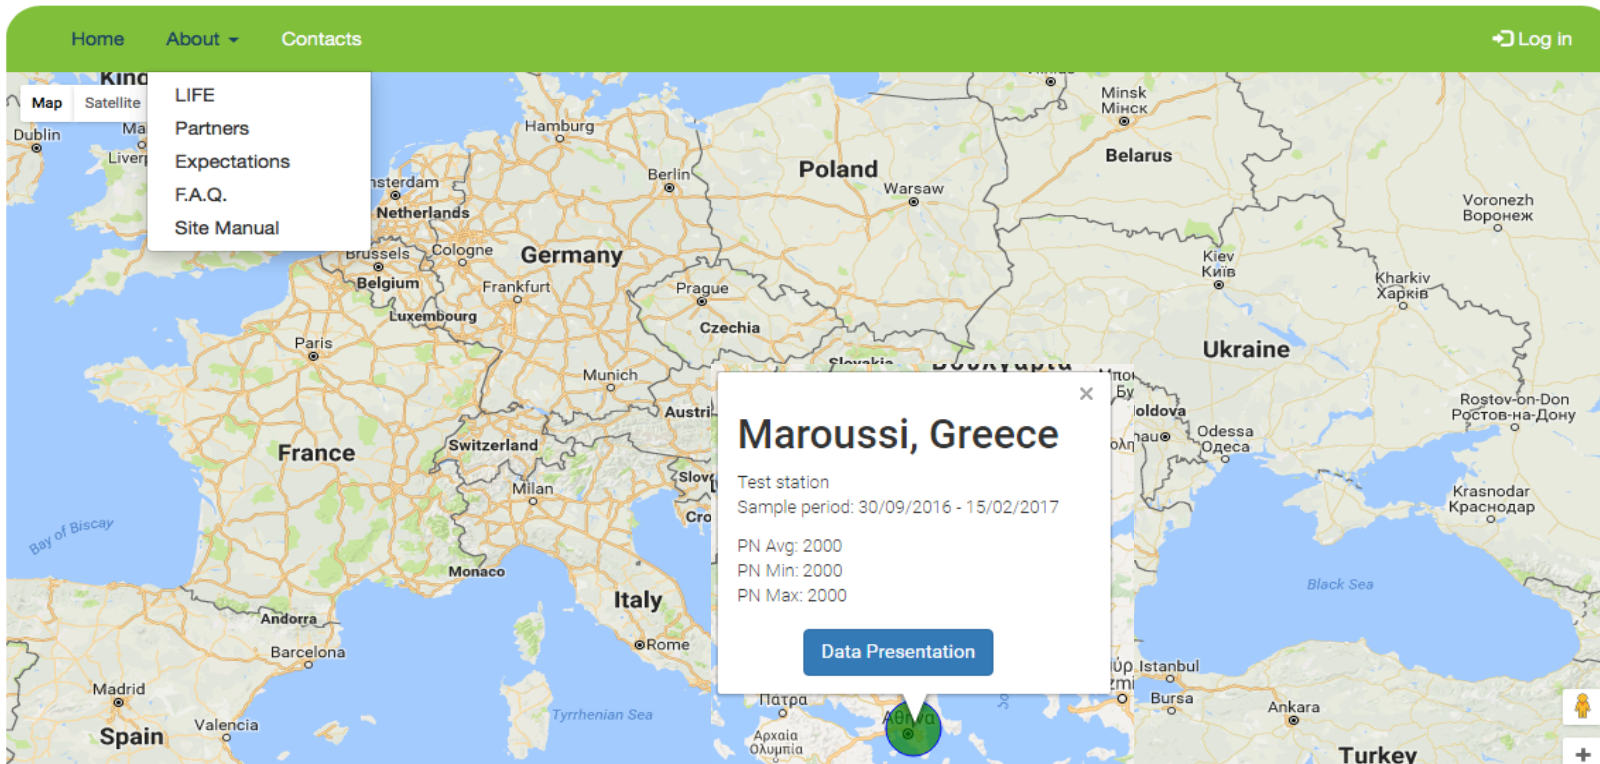 Home About Contacts Log in
LIFE
Partners
Expectations
F.A.Q.
Site Manual
Map Satellite
Dublin
Hamburg
Minsk
Мінск
Belarus
Poland
Warsaw
Berlin
Netherlands
Voronezh
Воронеж
Brussels
Cologne
Germany
Belgium
Frankfurt
Prague
Kiev
Київ
Kharkiv
Харків
Luxembourg
Czechia
Paris
Ukraine
Slovakia
Munich
Rostov-on-Don
Ростов-на-Дону
Odessa
Одеса
France
Switzerland
Milan
Krasnodar
Краснодар
Bay of Biscay
Monaco
Black Sea
Italy
Andorra
Barcelona
Rome
Istanbul
Madrid
Bursa
Ankara
Valencia
Spain
Tyrrhenian Sea
Turkey
Maroussi, Greece
Test station
Sample period: 30/09/2016 - 15/02/2017
PN Avg: 2000
PN Min: 2000
PN Max: 2000
Data Presentation
Πάτρα
Αθήνα
Αρχαία
Ολυμπία